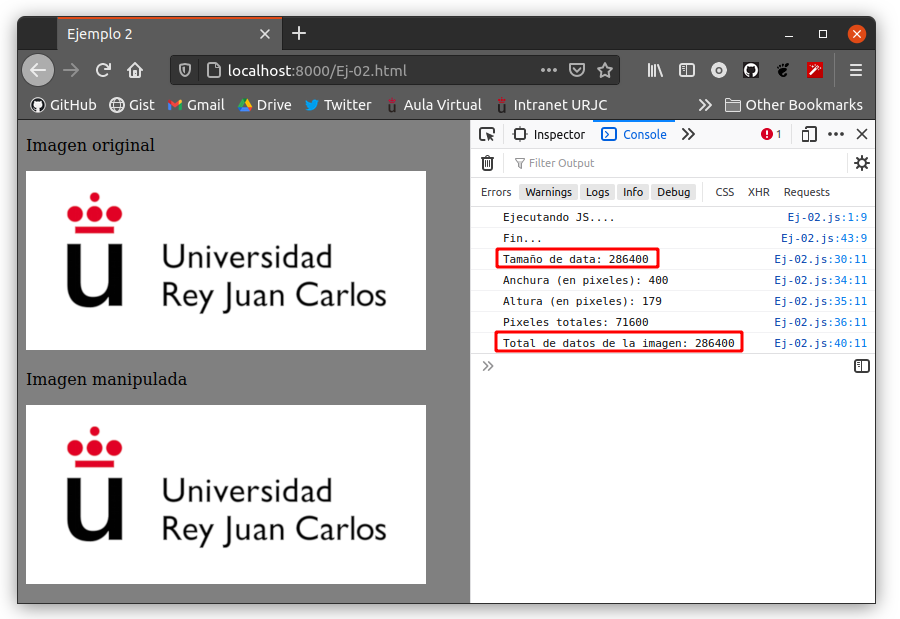 Ejemplo 2
localhost:8000/Ej-02.html
GitHub Gist Gmail Drive Twitter Aula Virtual Intranet URJC Other Bookmarks
Imagen original
u Universidad
Rey Juan Carlos
Imagen manipulada
u Universidad
Rey Juan Carlos
Inspector Console 1
Filter Output
Errors Warnings Logs Info Debug CSS XHR Requests
Ejecutando JS.... Ej-02.js:1:9
Fin... Ej-02.js:43:9
Tamaño de data: 286400 Ej-02.js:30:11
Anchura (en pixeles): 400 Ej-02.js:34:11
Altura (en pixeles): 179 Ej-02.js:35:11
Pixeles totales: 71600 Ej-02.js:36:11
Total de datos de la imagen: 286400 Ej-02.js:40:11